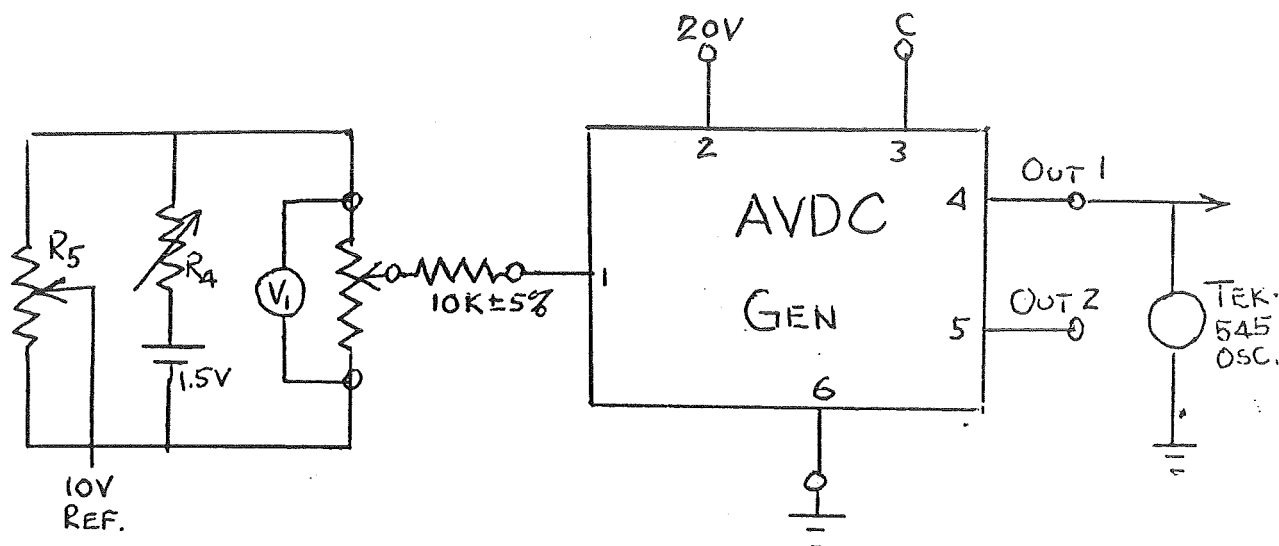 20V
C
2
3
R5
R4
V1
1.5V
10V
REF.
10K±5%
1
AVDC
GEN
4
OUT 1
5
OUT 2
6
TEK.
545
OSC.